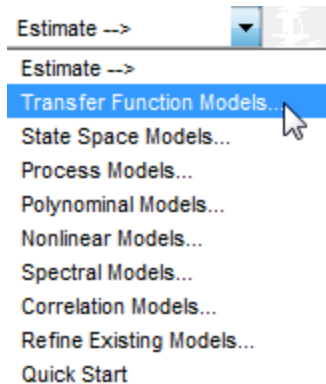 Estimate -->
Estimate -->
Transfer Function Models...
State Space Models...
Process Models...
Polynominal Models...
Nonlinear Models...
Spectral Models...
Correlation Models...
Refine Existing Models...
Quick Start